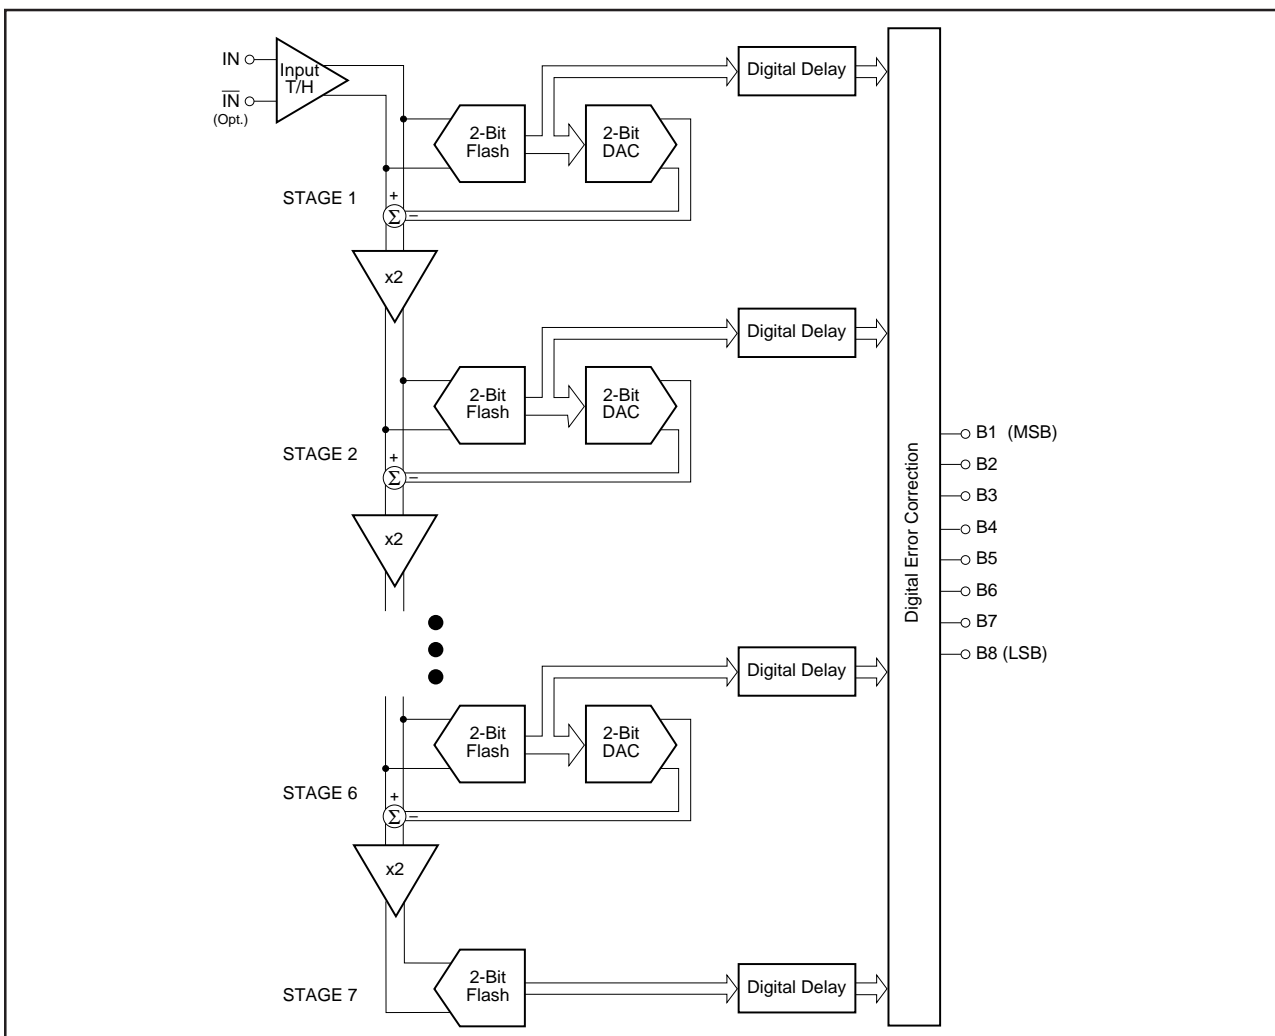 IN
Input
T/H
IN
(Opt.)
Digital Delay
2-Bit
Flash
2-Bit
DAC
STAGE 1
+
Σ
–
x2
Digital Delay
2-Bit
Flash
2-Bit
DAC
STAGE 2
+
Σ
–
x2
Digital Error Correction
B1 (MSB)
B2
B3
B4
B5
B6
B7
B8 (LSB)
Digital Delay
2-Bit
Flash
2-Bit
DAC
STAGE 6
+
Σ
–
x2
2-Bit
Flash
Digital Delay
STAGE 7